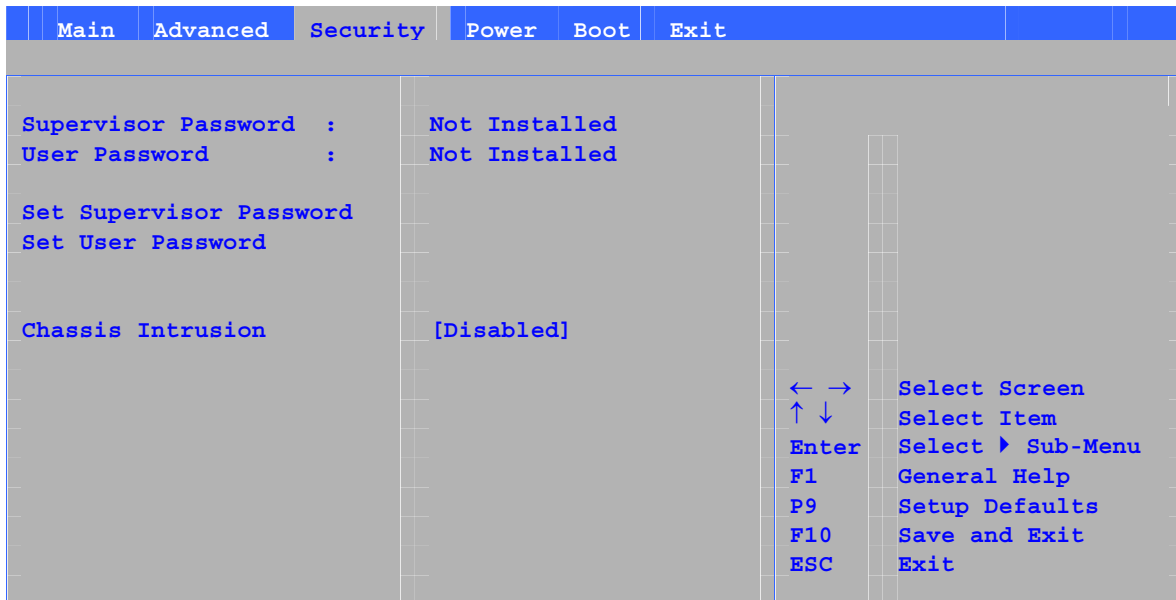 Main Advanced Security Power Boot Exit
Supervisor Password : Not Installed
User Password : Not Installed
Set Supervisor Password
Set User Password
Chassis Intrusion [Disabled]
← → Select Screen
↑ ↓ Select Item
Enter Select ▶ Sub-Menu
F1 General Help
P9 Setup Defaults
F10 Save and Exit
ESC Exit